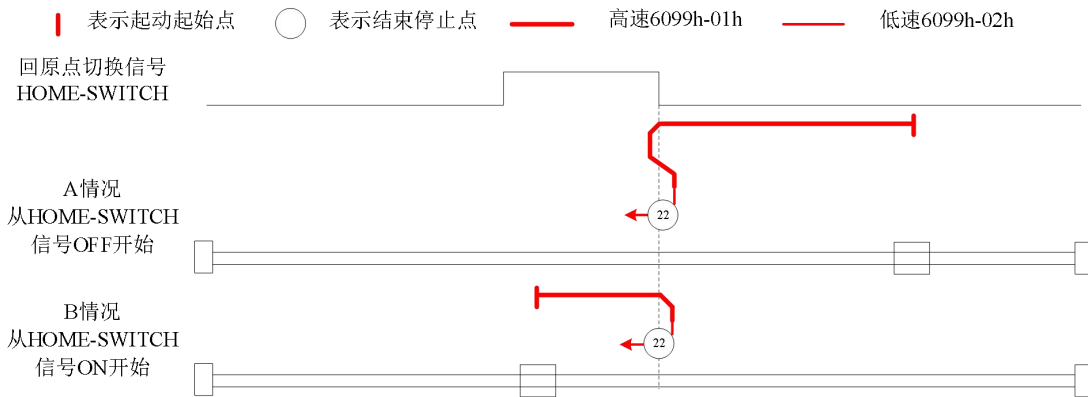 表示起动起始点 表示结束停止点 高速6099h-01h 低速6099h-02h
回原点切换信号
HOME-SWITCH
A情况
从HOME-SWITCH
信号OFF开始
22
B情况
从HOME-SWITCH
信号ON开始
22